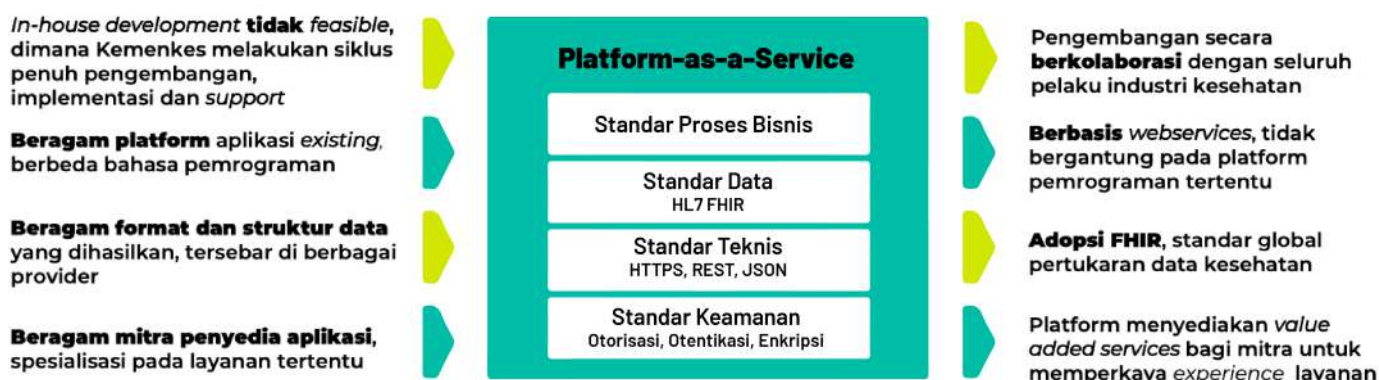 In-house development tidak feasible,
dimana Kemenkes melakukan siklus
penuh pengembangan,
implementasi dan support
Beragam platform aplikasi existing,
berbeda bahasa pemrograman
Beragam format dan struktur data
yang dihasilkan, tersebar di berbagai
provider
Beragam mitra penyedia aplikasi,
spesialisasi pada layanan tertentu
Platform-as-a-Service
Standar Proses Bisnis
Standar Data
HL7 FHIR
Standar Teknis
HTTPS, REST, JSON
Standar Keamanan
Otorisasi, Otentikasi, Enkripsi
Pengembangan secara
berkolaborasi dengan seluruh
pelaku industri kesehatan
Berbasis webservices, tidak
bergantung pada platform
pemrograman tertentu
Adopsi FHIR, standar global
pertukaran data kesehatan
Platform menyediakan value
added services bagi mitra untuk
memperkaya experience layanan